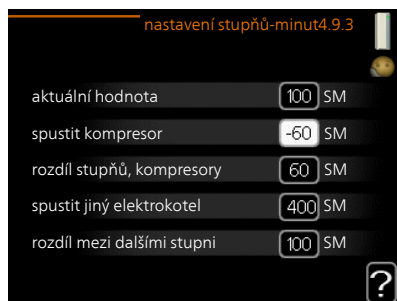 nastavení stupňů-minut4.9.3
aktuální hodnota 100 SM
spustit kompresor -60 SM
rozdíl stupňů, kompresory 60 SM
spustit jiný elektrokotel 400 SM
rozdíl mezi dalšími stupni 100 SM
?